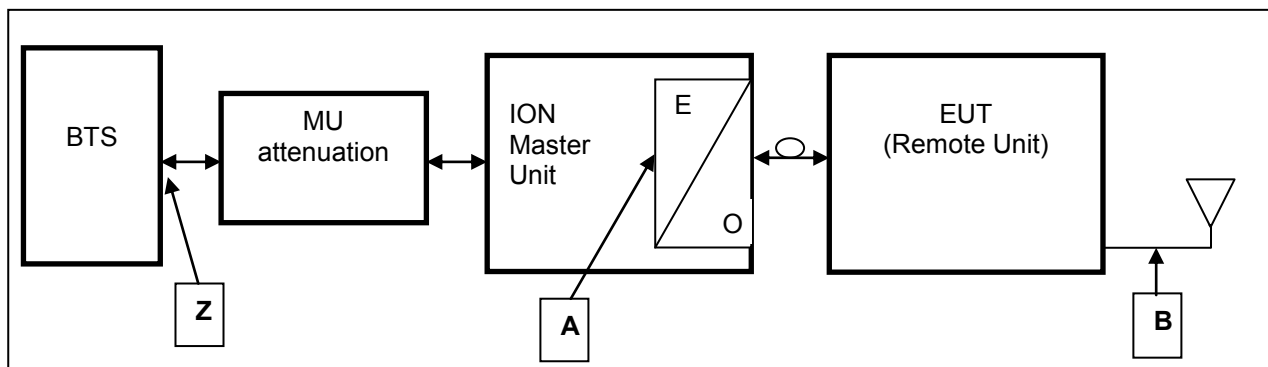 BTS
MU
attenuation
ION
Master
Unit
E
O
EUT
(Remote Unit)
Z
A
B